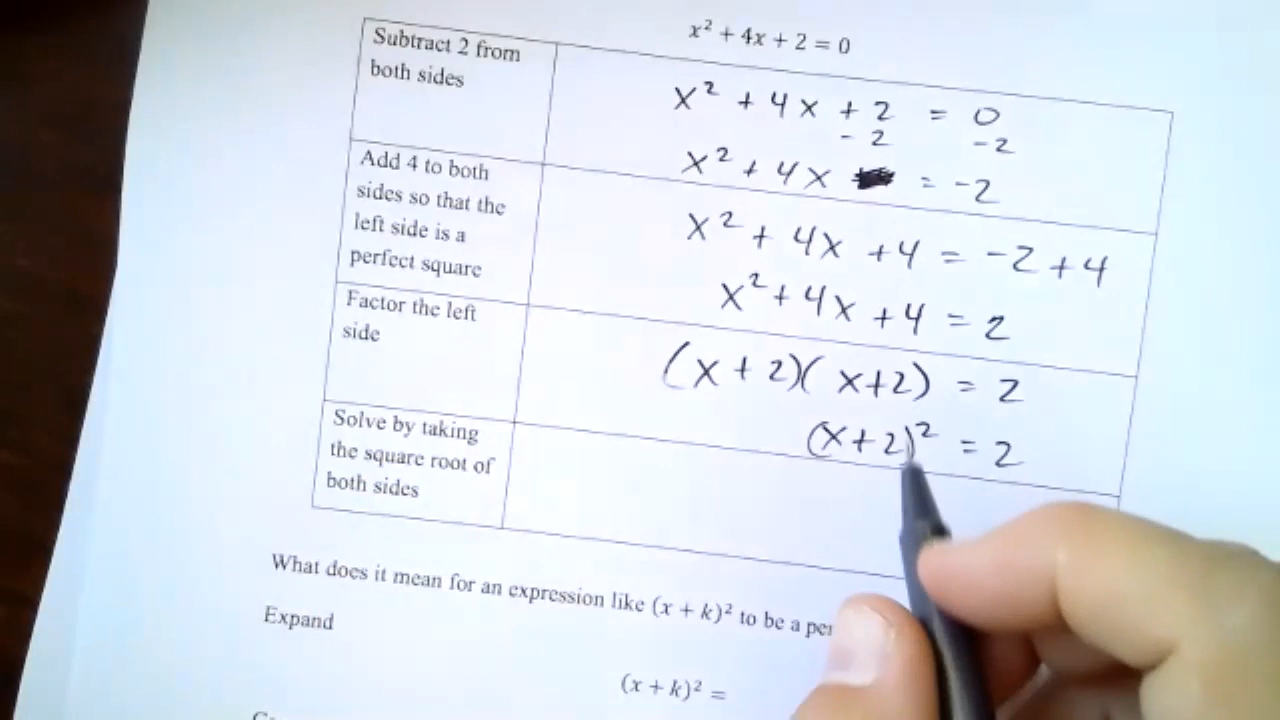 x² + 4x + 2 = 0
Subtract 2 from
both sides
x² + 4x + 2 = 0
- 2 -2
x² + 4x = -2
Add 4 to both
sides so that the
left side is a
perfect square
x² + 4x + 4 = -2 + 4
x² + 4x + 4 = 2
Factor the left
side
(x + 2)(x+2) = 2
(x+2)² = 2
Solve by taking
the square root of
both sides
What does it mean for an expression like (x + k)² to be a
Expand
(x + k)² =